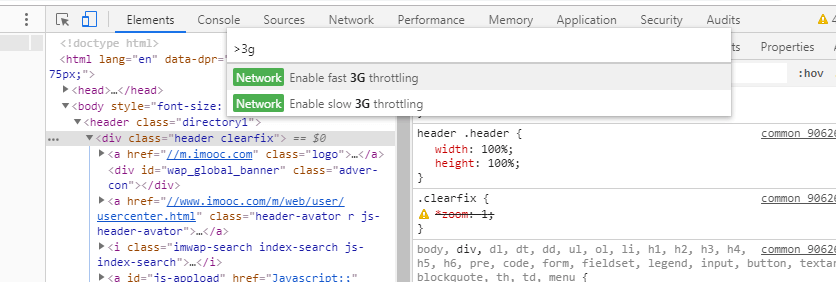 Elements Console Sources Network Performance Memory Application Security Audits 4
>3g
Network Enable fast 3G throttling
Network Enable slow 3G throttling
<!doctype html>
<html lang="en" data-dpr="
75px;">
<head>…</head>
<body style="font-size:
<header class="directory1">
… <div class="header clearfix"> == $0
<a href="//m.imooc.com" class="logo">…</a>
<div id="wap_global_banner" class="adver-
con"></div>
<a href="//www.imooc.com/m/web/user/
usercenter.html" class="header-avator r js-
header-avator">…</a>
<i class="imwap-search index-search js-
index-search">…</i>
<a id="js-appload" href="Javascript:;"
ts Properties
:hov
}
header .header { common 90626
width: 100%;
height: 100%;
}
.clearfix { common 90626
*zoom: 1;
}
body, div, dl, dt, dd, ul, ol, li, h1, h2, h3, h4, common 90626
h5, h6, pre, code, form, fieldset, legend, input, button, textar
blockquote, th, td, menu {